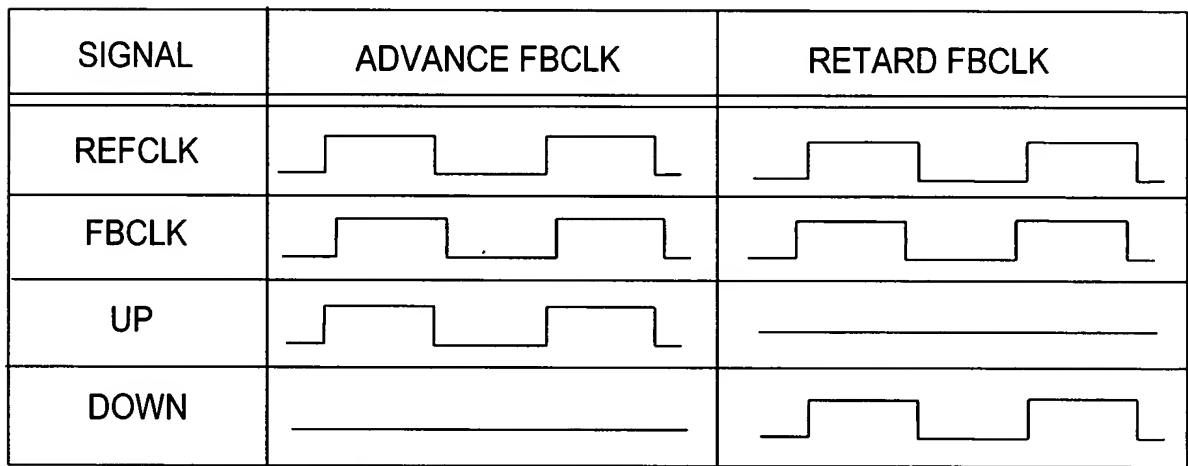 SIGNAL ADVANCE FBCLK RETARD FBCLK
REFCLK
FBCLK
UP
DOWN